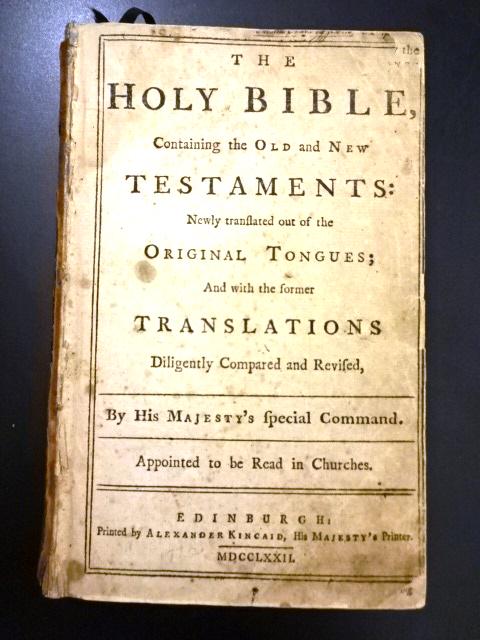 THE
HOLY BIBLE,
Containing the OLD and NEW
TESTAMENTS:
Newly tranſlated out of the
ORIGINAL TONGUES;
And with the former
TRANSLATIONS
Diligently Compared and Reviſed,
By His MAJESTY's ſpecial Command.
Appointed to be Read in Churches.
EDINBURGH:
Printed by ALEXANDER KINCAID, His MAJESTY's Printer.
MDCCLXXII.